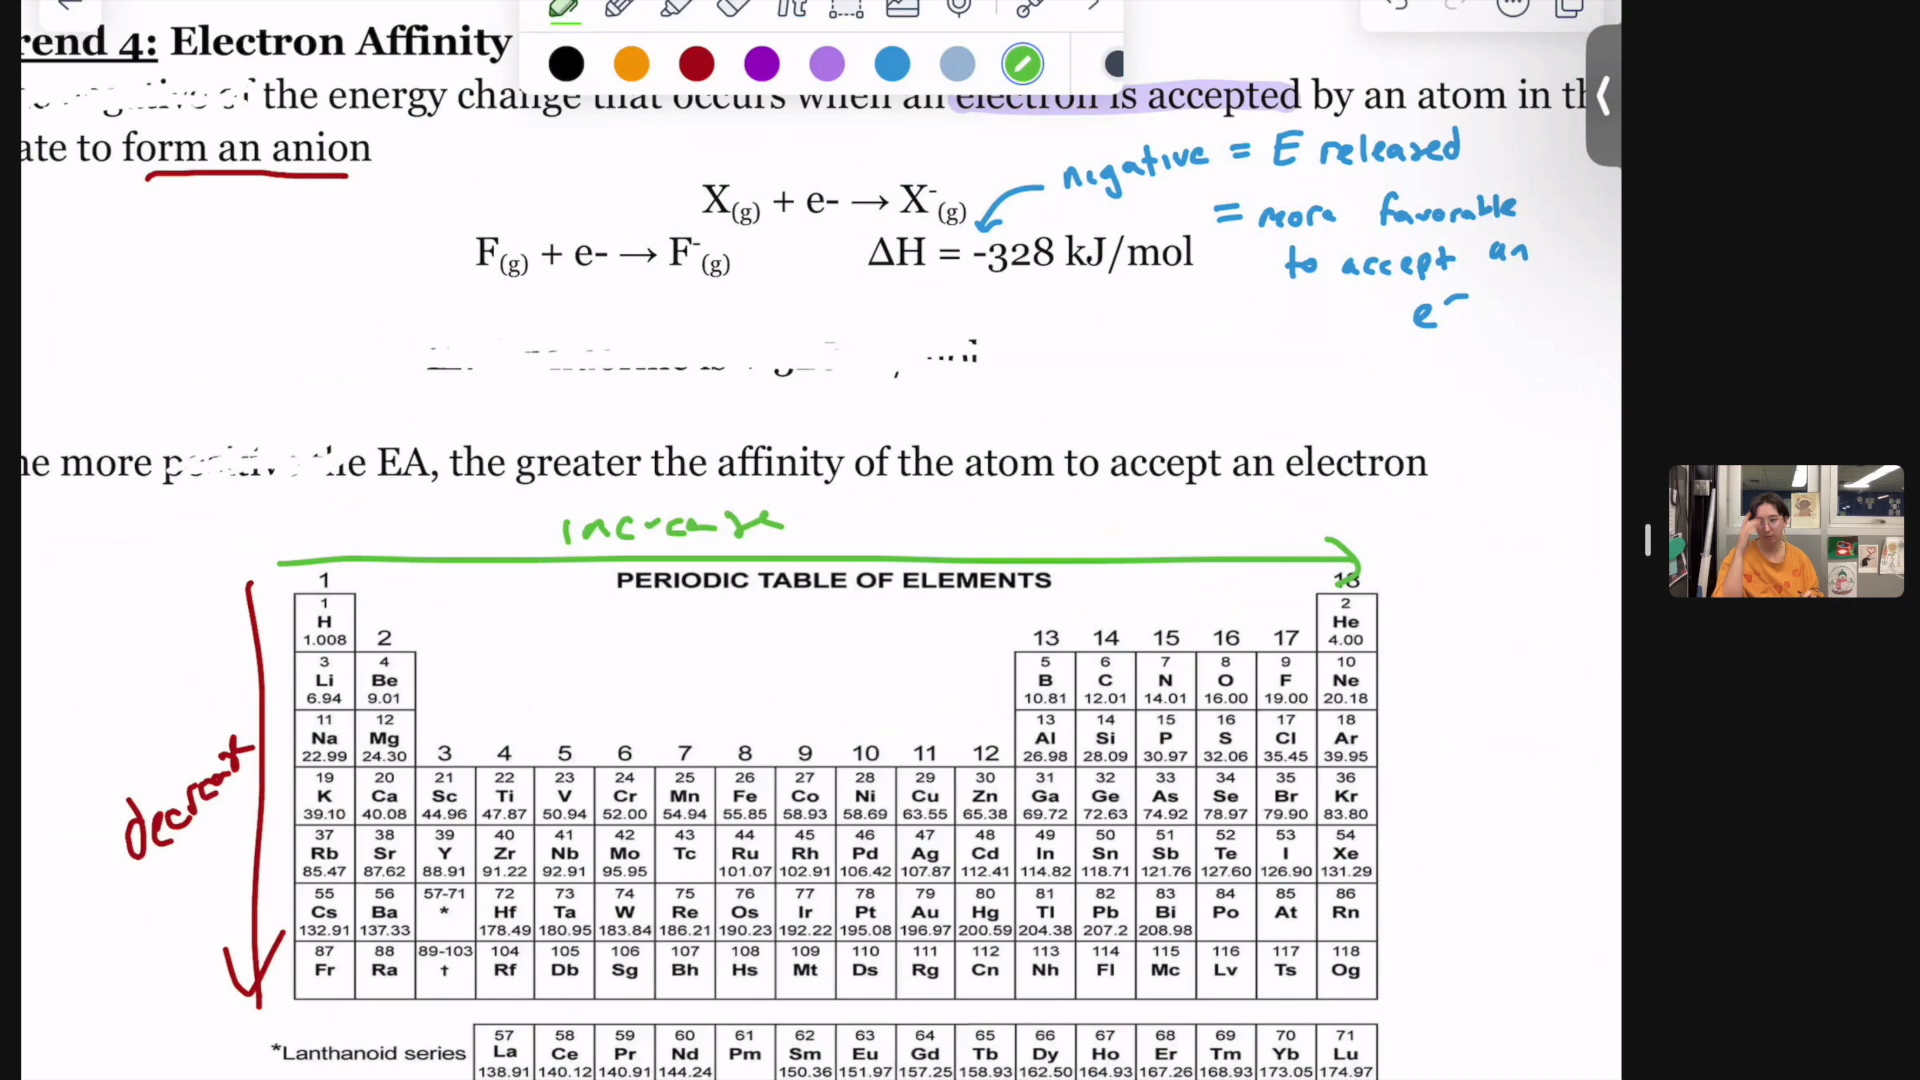 rend 4: Electron Affinity
the energy change that occurs when an electron is accepted by an atom in th
ate to form an anion
negative = E released
X(g) + e- → X-(g)
= more favorable
F(g) + e- → F-(g) ΔH = -328 kJ/mol
to accept an
e-
he more positive the EA, the greater the affinity of the atom to accept an electron
increase
1 PERIODIC TABLE OF ELEMENTS 18
1 2
H He
1.008 2 13 14 15 16 17 4.00
3 4 5 6 7 8 9 10
Li Be B C N O F Ne
6.94 9.01 10.81 12.01 14.01 16.00 19.00 20.18
11 12 13 14 15 16 17 18
Na Mg Al Si P S Cl Ar
22.99 24.30 3 4 5 6 7 8 9 10 11 12 26.98 28.09 30.97 32.06 35.45 39.95
19 20 21 22 23 24 25 26 27 28 29 30 31 32 33 34 35 36
K Ca Sc Ti V Cr Mn Fe Co Ni Cu Zn Ga Ge As Se Br Kr
39.10 40.08 44.96 47.87 50.94 52.00 54.94 55.85 58.93 58.69 63.55 65.38 69.72 72.63 74.92 78.97 79.90 83.80
37 38 39 40 41 42 43 44 45 46 47 48 49 50 51 52 53 54
Rb Sr Y Zr Nb Mo Tc Ru Rh Pd Ag Cd In Sn Sb Te I Xe
85.47 87.62 88.91 91.22 92.91 95.95 101.07 102.91 106.42 107.87 112.41 114.82 118.71 121.76 127.60 126.90 131.29
55 56 57-71 72 73 74 75 76 77 78 79 80 81 82 83 84 85 86
Cs Ba * Hf Ta W Re Os Ir Pt Au Hg Tl Pb Bi Po At Rn
132.91 137.33 178.49 180.95 183.84 186.21 190.23 192.22 195.08 196.97 200.59 204.38 207.2 208.98
87 88 89-103 104 105 106 107 108 109 110 111 112 113 114 115 116 117 118
Fr Ra † Rf Db Sg Bh Hs Mt Ds Rg Cn Nh Fl Mc Lv Ts Og
57 58 59 60 61 62 63 64 65 66 67 68 69 70 71
*Lanthanoid series La Ce Pr Nd Pm Sm Eu Gd Tb Dy Ho Er Tm Yb Lu
138.91 140.12 140.91 144.24 150.36 151.97 157.25 158.93 162.50 164.93 167.26 168.93 173.05 174.97